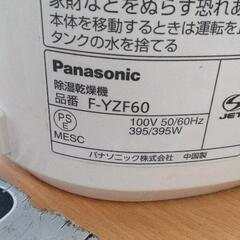 家財などをぬらす恐れあ
本体を移動するときは運転を
タンクの水を捨てる
Panasonic
除湿乾燥機
品番 F-YZF60
PS
E
MESC
100V 50/60Hz
395/395W
JET
パナソニック株式会社 中国製